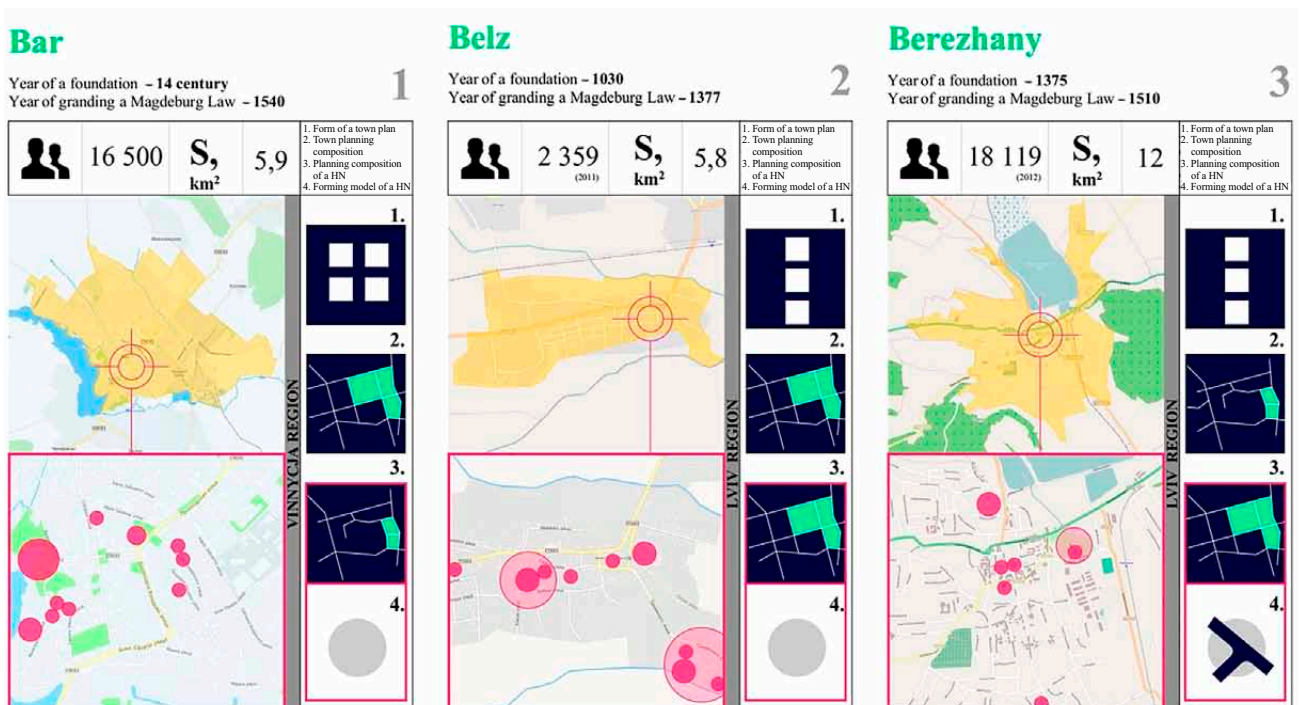 Bar
Year of a foundation – 14 century
Year of granding a Magdeburg Law – 1540
1
16 500
S,
km²
5,9
1. Form of a town plan
2. Town planning
composition
3. Planning composition
of a HN
4. Forming model of a HN
1.
2.
3.
4.
VINNYCJA REGION
Belz
Year of a foundation – 1030
Year of granding a Magdeburg Law – 1377
2
2 359
(2011)
S,
km²
5,8
1. Form of a town plan
2. Town planning
composition
3. Planning composition
of a HN
4. Forming model of a HN
1.
2.
3.
4.
LVIV REGION
Berezhany
Year of a foundation – 1375
Year of granding a Magdeburg Law – 1510
3
18 119
(2012)
S,
km²
12
1. Form of a town plan
2. Town planning
composition
3. Planning composition
of a HN
4. Forming model of a HN
1.
2.
3.
4.
LVIV REGION